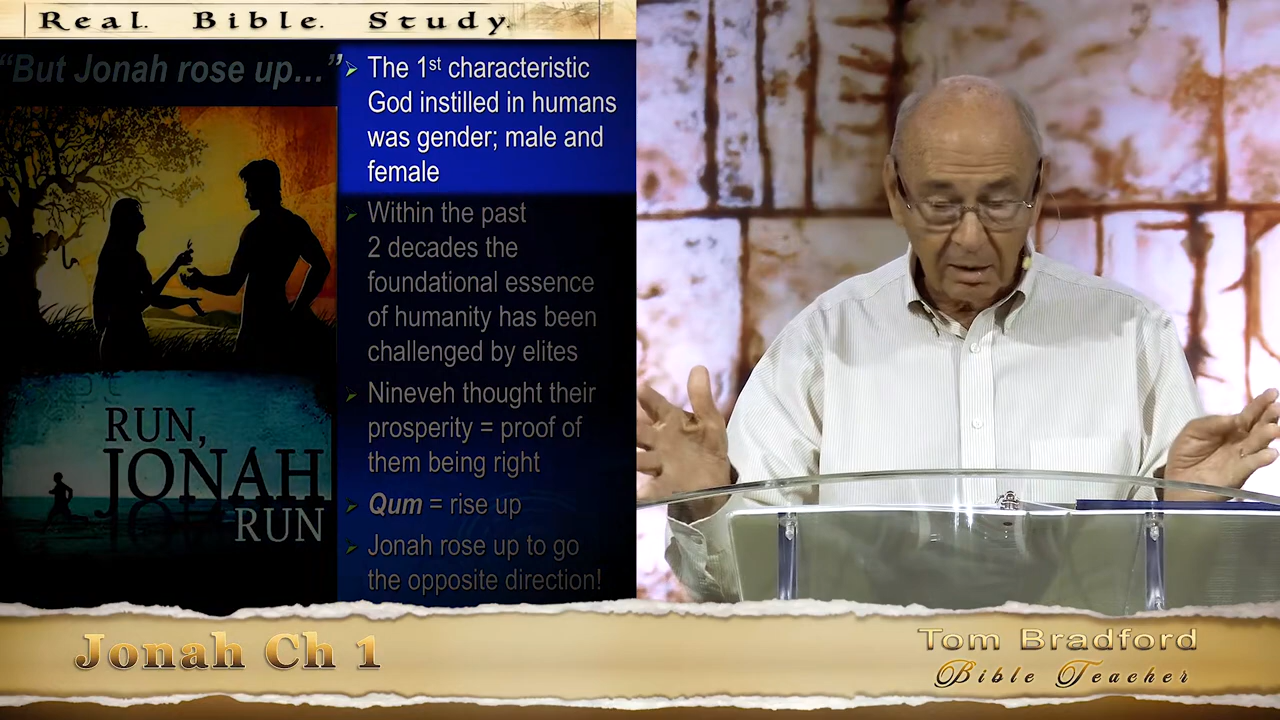 Real. Bible. Study.
“But Jonah rose up…”
➢ The 1st characteristic
God instilled in humans
was gender; male and
female
➢ Within the past
2 decades the
foundational essence
of humanity has been
challenged by elites
➢ Nineveh thought their
prosperity = proof of
them being right
➢ Qum = rise up
➢ Jonah rose up to go
the opposite direction!
RUN,
JONAH
RUN
Jonah Ch 1
Tom Bradford
Bible Teacher